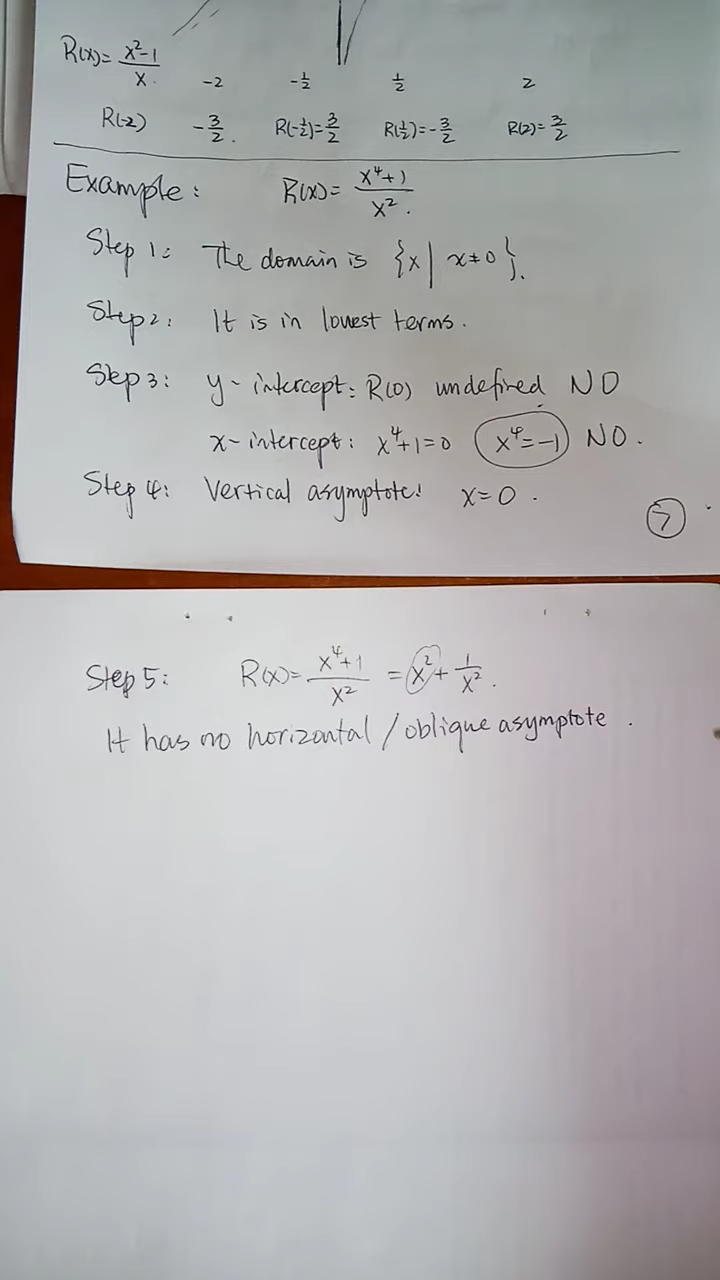 R(x) = x²-1 / x
-2 -1/2 1/2 2
R(-2) -3/2. R(-1/2)=3/2 R(1/2)=-3/2 R(2)=3/2
Example: R(x) = x⁴+1 / x².
Step 1: The domain is {x | x≠0}.
Step 2: It is in lowest terms.
Step 3: y-intercept: R(0) undefined NO
x-intercept: x⁴+1=0 x⁴=-1 NO.
Step 4: Vertical asymptote: x=0.
7
Step 5: R(x) = x⁴+1 / x² = x² + 1/x².
It has no horizontal / oblique asymptote.